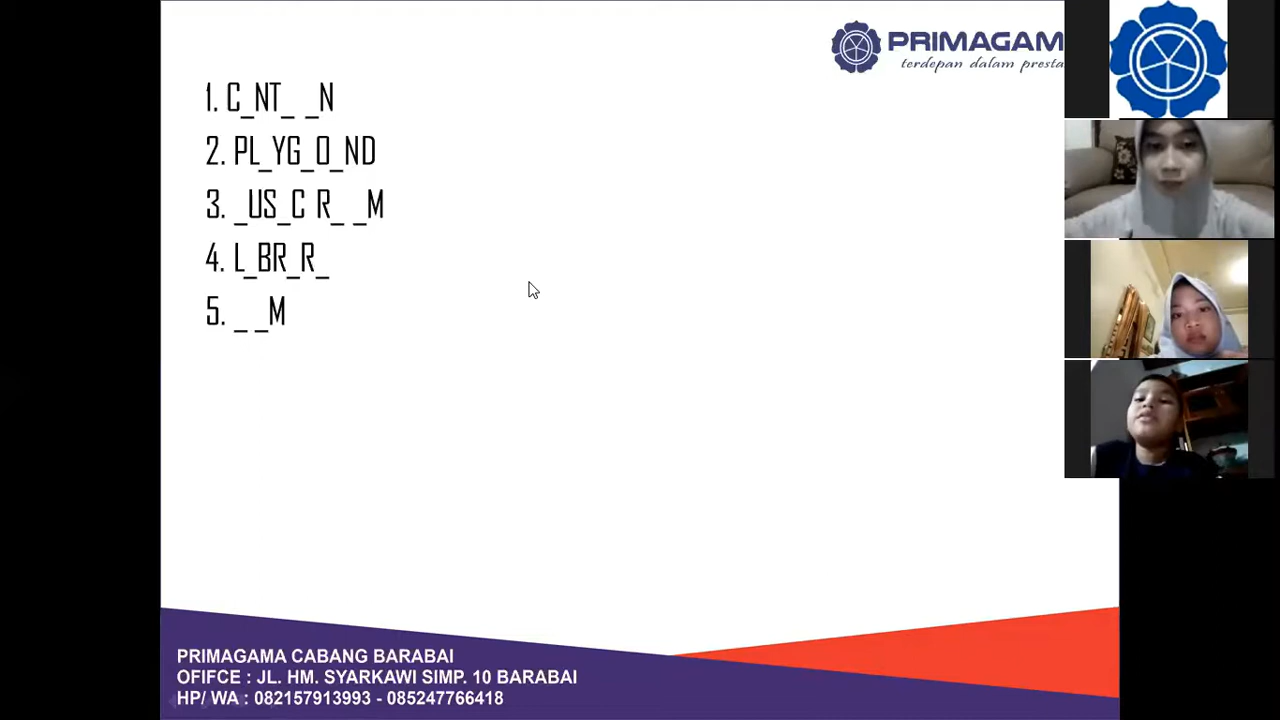 PRIMAGAM
terdepan dalam presta
1. C_NT_ _N
2. PL_YG_O_ND
3. _US_C R_ _M
4. L_BR_R_
5. _ _M
PRIMAGAMA CABANG BARABAI
OFIFCE : JL. HM. SYARKAWI SIMP. 10 BARABAI
HP/ WA : 082157913993 - 085247766418